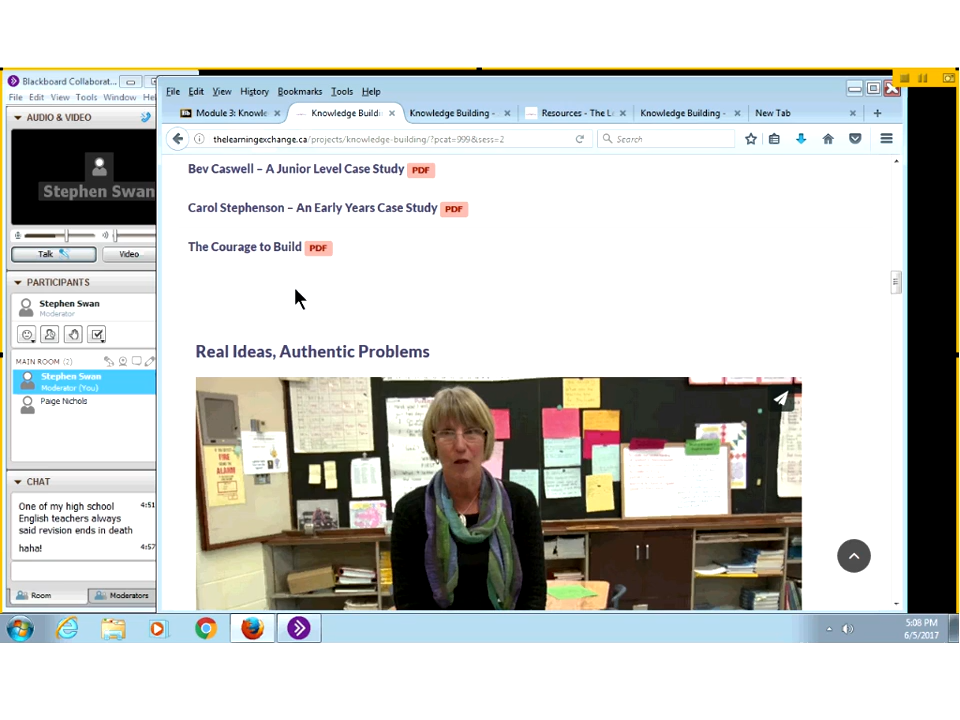 Blackboard Collaborat...
File Edit View Tools Window Hel
AUDIO & VIDEO
Stephen Swan
Talk
Video
PARTICIPANTS
Stephen Swan
Moderator
MAIN ROOM (2)
Stephen Swan
Moderator (You)
Paige Nichols
CHAT
One of my high school 4:51
English teachers always
said revision ends in death
haha! 4:57
Room
Moderators
File Edit View History Bookmarks Tools Help
Module 3: Knowle
Knowledge Build
Knowledge Building -
Resources - The L
Knowledge Building -
New Tab
thelearningexchange.ca/projects/knowledge-building/?pcat=999&sess=2
Search
Bev Caswell – A Junior Level Case Study PDF
Carol Stephenson – An Early Years Case Study PDF
The Courage to Build PDF
Real Ideas, Authentic Problems
FIRE
ALARM
5:08 PM
6/5/2017